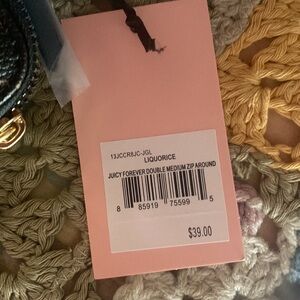 13JCCR8JC-JGL
LIQUORICE
JUICY FOREVER DOUBLE MEDIUM ZIP AROUND
8 85919 75599 5
$39.00